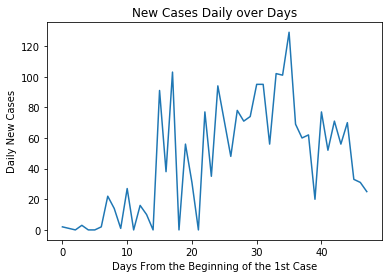 New Cases Daily over Days
120
100
80
60
40
20
0
Daily New Cases
0 10 20 30 40
Days From the Beginning of the 1st Case